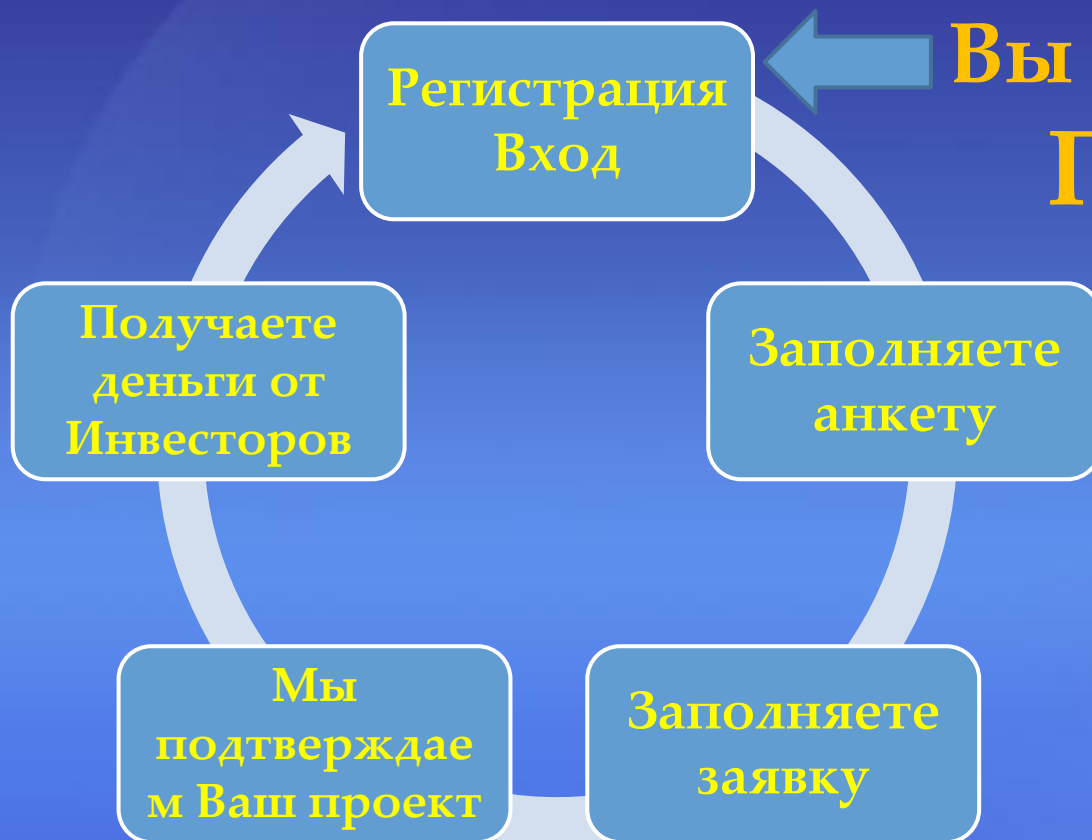 Вы
П
Регистрация
Вход
Заполняете
анкету
Заполняете
заявку
Мы
подтверждае
м Ваш проект
Получаете
деньги от
Инвесторов